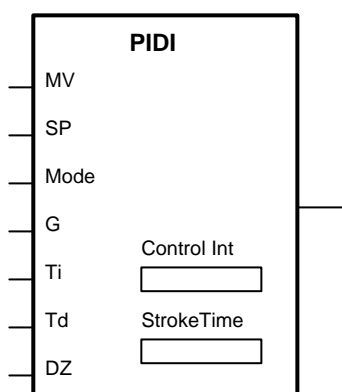 PIDI
MV
SP
Mode
G
Control Int
Ti
Td
StrokeTime
DZ